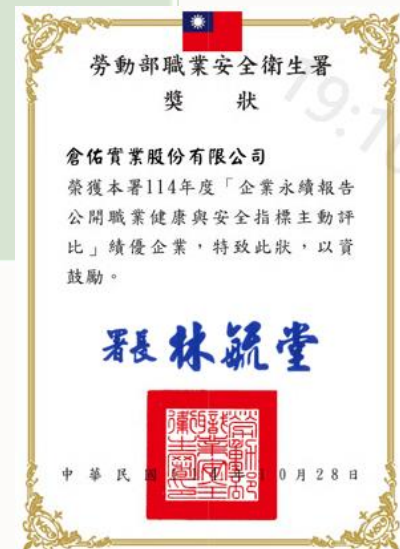 勞動部職業安全衛生署
獎狀
倉佑實業股份有限公司
榮獲本署114年度「企業永續報告
公開職業健康與安全指標主動評
比」績優企業，特致此狀，以資
鼓勵。
署長 林毓堂
中華民國 年10月28日
19:10